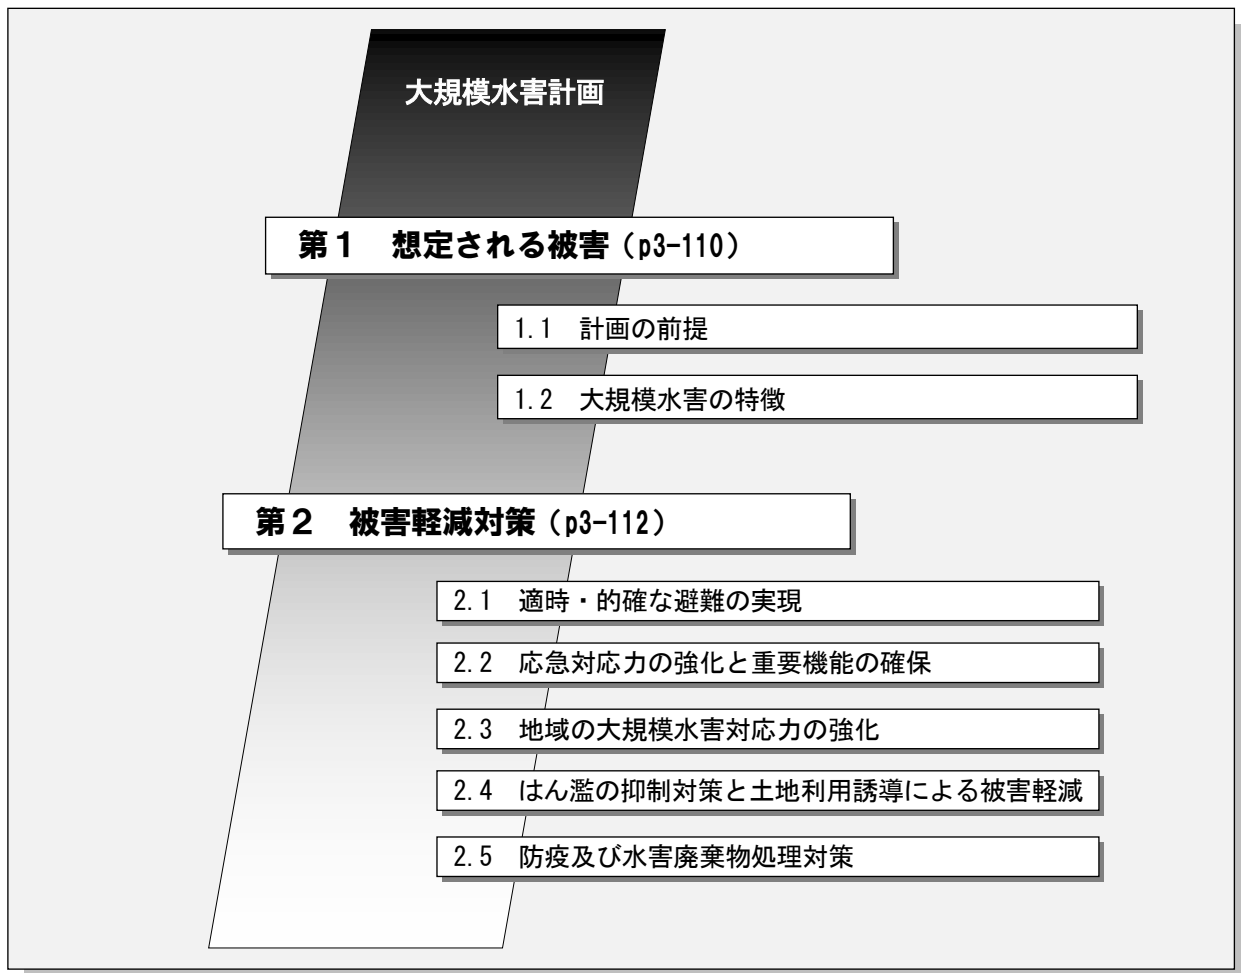 大規模水害計画
第１　想定される被害（p3-110）
1.1　計画の前提
1.2　大規模水害の特徴
第２　被害軽減対策（p3-112）
2.1　適時・的確な避難の実現
2.2　応急対応力の強化と重要機能の確保
2.3　地域の大規模水害対応力の強化
2.4　はん濫の抑制対策と土地利用誘導による被害軽減
2.5　防疫及び水害廃棄物処理対策